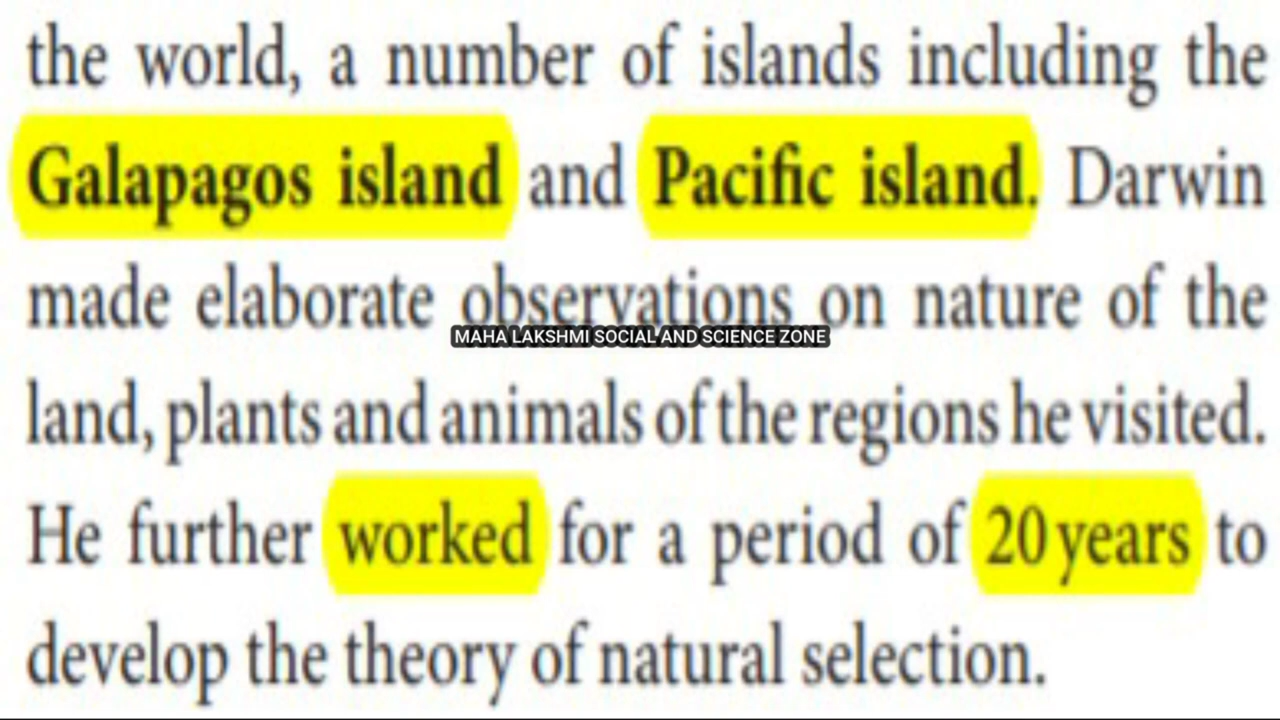 the world, a number of islands including the
Galapagos island and Pacific island. Darwin
made elaborate observations on nature of the
MAHA LAKSHMI SOCIAL AND SCIENCE ZONE
land, plants and animals of the regions he visited.
He further worked for a period of 20 years to
develop the theory of natural selection.